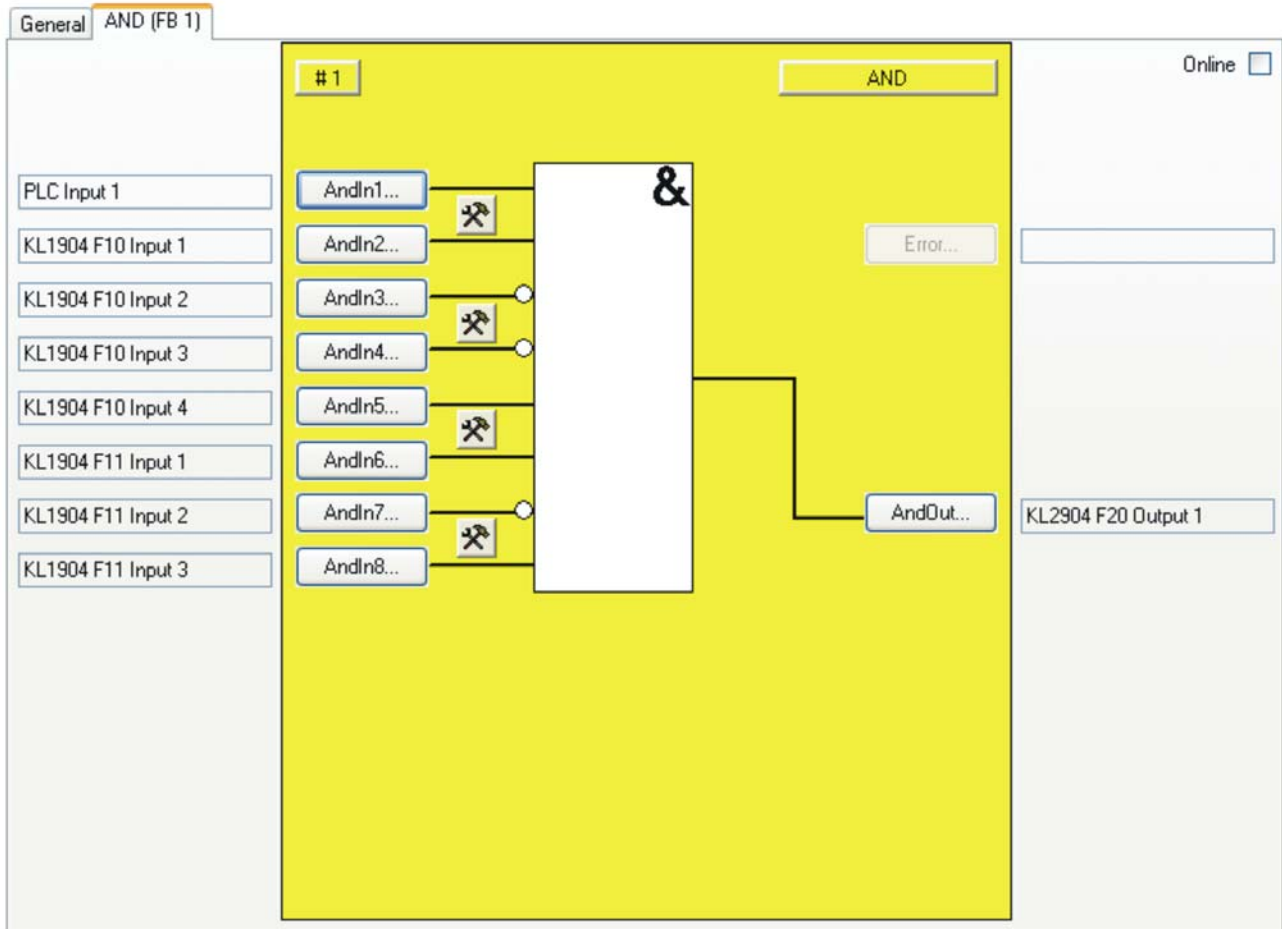 General
AND (FB 1)
# 1
AND
Online
&
PLC Input 1
AndIn1...
KL1904 F10 Input 1
AndIn2...
Error...
KL1904 F10 Input 2
AndIn3...
KL1904 F10 Input 3
AndIn4...
KL1904 F10 Input 4
AndIn5...
KL1904 F11 Input 1
AndIn6...
KL1904 F11 Input 2
AndIn7...
AndOut...
KL2904 F20 Output 1
KL1904 F11 Input 3
AndIn8...